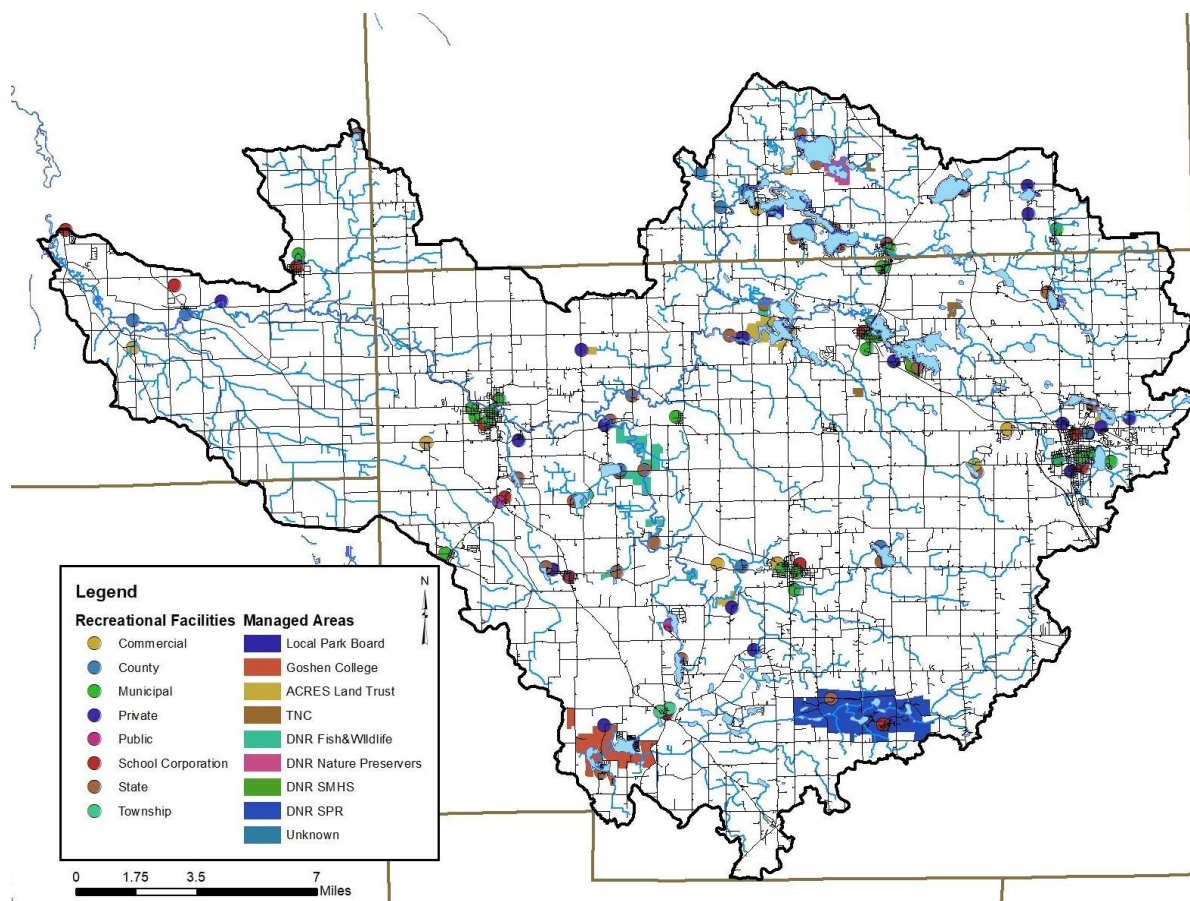 N
Legend
Recreational Facilities Managed Areas
Commercial
County
Municipal
Private
Public
School Corporation
State
Township
Local Park Board
Goshen College
ACRES Land Trust
TNC
DNR Fish&WIldlife
DNR Nature Preservers
DNR SMHS
DNR SPR
Unknown
0 1.75 3.5 7
Miles